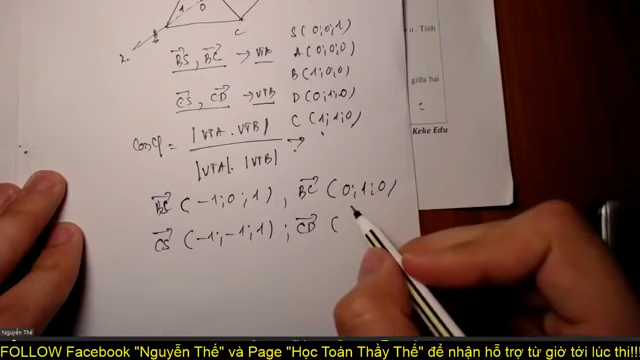 S(0;0;1)
A(0;0;0)
B(1;0;0)
D(0;1;0)
C(1;1;0)
BS, BC → VTA
CS, CD → VTB
cosφ = |VTA . VTB| / |VTA| . |VTB|
BS(-1;0;1), BC(0;1;0)
CS(-1;-1;1); CD(
. Tính
giữa hai
Keke Edu
Nguyễn Thế
FOLLOW Facebook "Nguyễn Thế" và Page "Học Toán Thầy Thế" để nhận hỗ trợ từ giờ tới lúc thi!!